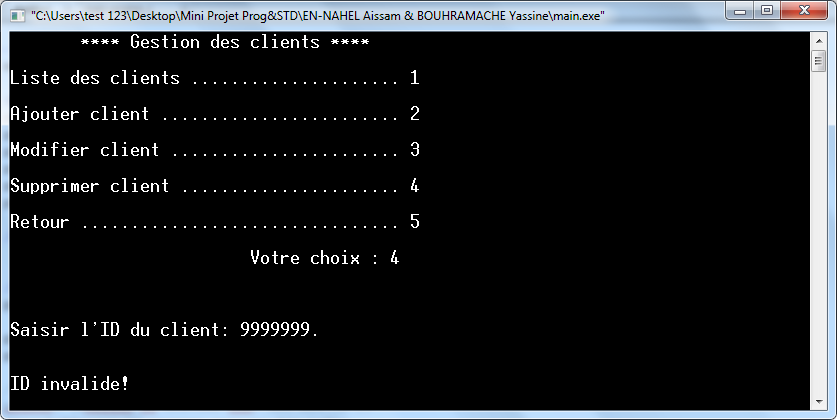 "C:\Users\test 123\Desktop\Mini Projet Prog&STD\EN-NAHEL Aissam & BOUHRAMACHE Yassine\main.exe"
**** Gestion des clients ****
Liste des clients ..................... 1
Ajouter client ........................ 2
Modifier client ....................... 3
Supprimer client ...................... 4
Retour ................................ 5
Votre choix : 4
Saisir l'ID du client: 9999999.
ID invalide!